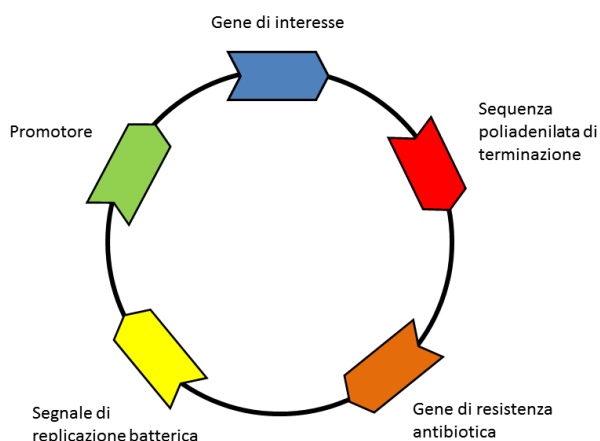 Gene di interesse
Sequenza
poliadenilata di
terminazione
Promotore
Gene di resistenza
antibiotica
Segnale di
replicazione batterica